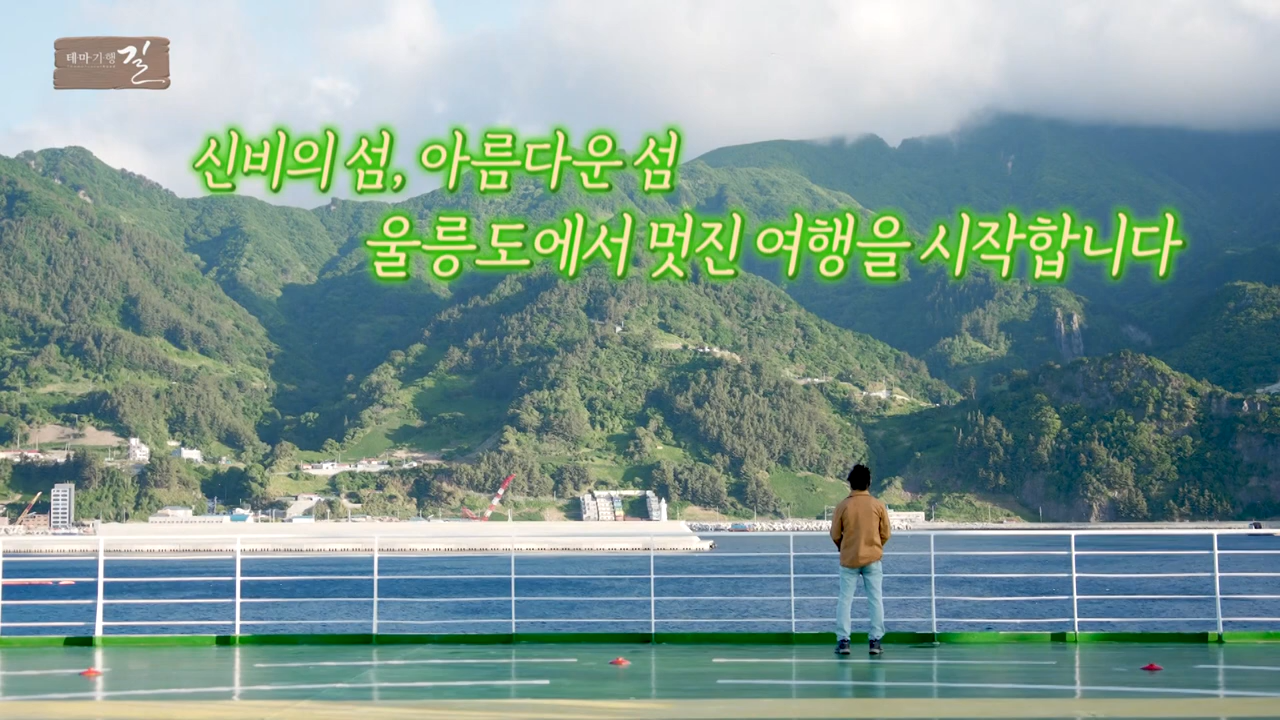 테마기행 길
신비의 섬, 아름다운 섬
울릉도에서 멋진 여행을 시작합니다